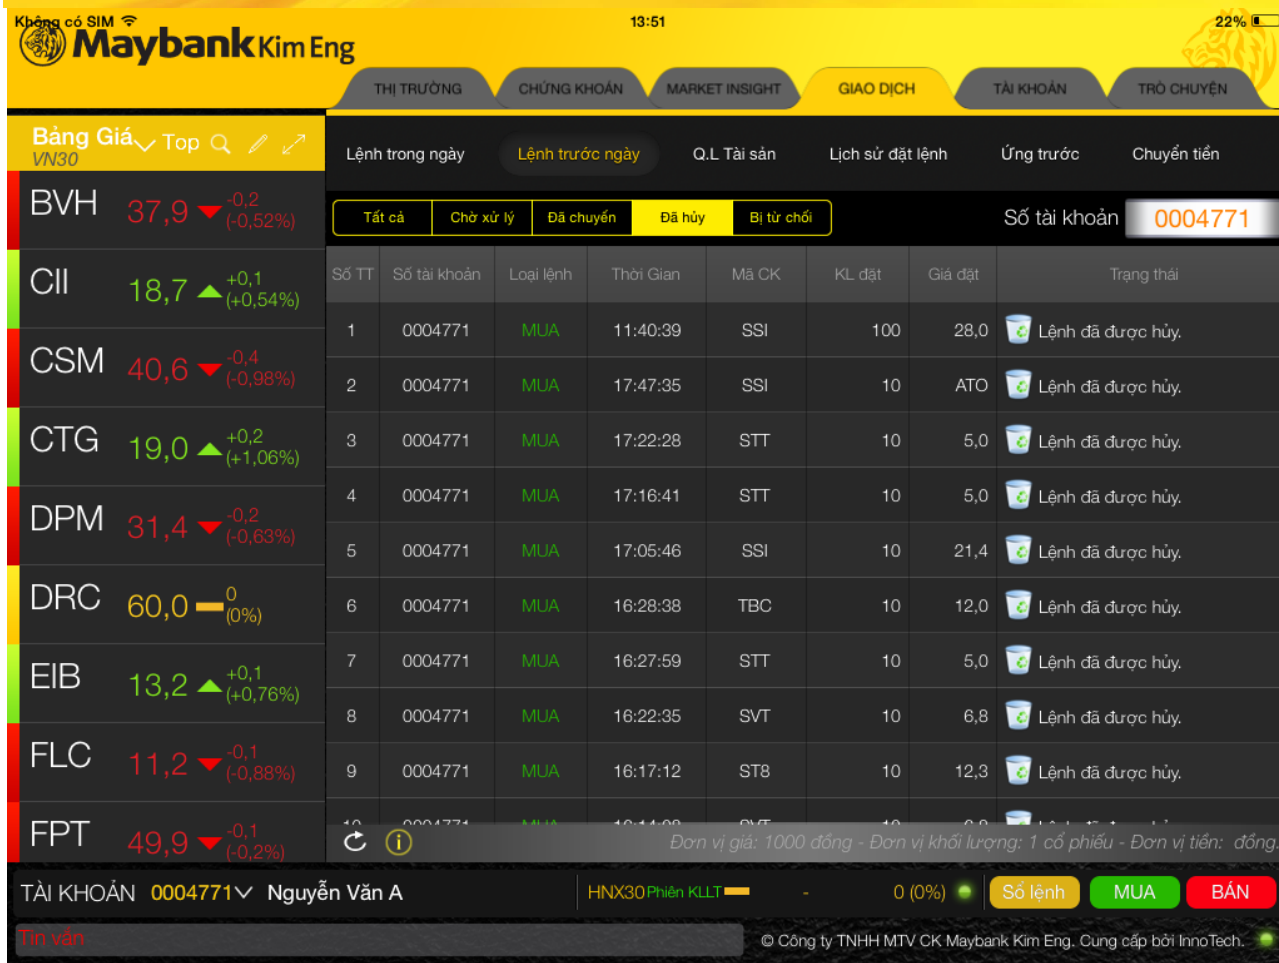 Không có SIM 13:51 22%
Maybank Kim Eng
THỊ TRƯỜNG CHỨNG KHOÁN MARKET INSIGHT GIAO DỊCH TÀI KHOẢN TRÒ CHUYỆN
Bảng Giá Top
VN30
Lệnh trong ngày Lệnh trước ngày Q.L Tài sản Lịch sử đặt lệnh Ứng trước Chuyển tiền
Tất cả Chờ xử lý Đã chuyển Đã hủy Bị từ chối Số tài khoản 0004771
BVH 37,9 -0,2 (-0,52%)
CII 18,7 +0,1 (+0,54%)
CSM 40,6 -0,4 (-0,98%)
CTG 19,0 +0,2 (+1,06%)
DPM 31,4 -0,2 (-0,63%)
DRC 60,0 0 (0%)
EIB 13,2 +0,1 (+0,76%)
FLC 11,2 -0,1 (-0,88%)
FPT 49,9 -0,1 (-0,2%)
Số TT Số tài khoản Loại lệnh Thời Gian Mã CK KL đặt Giá đặt Trạng thái
1 0004771 MUA 11:40:39 SSI 100 28,0 Lệnh đã được hủy.
2 0004771 MUA 17:47:35 SSI 10 ATO Lệnh đã được hủy.
3 0004771 MUA 17:22:28 STT 10 5,0 Lệnh đã được hủy.
4 0004771 MUA 17:16:41 STT 10 5,0 Lệnh đã được hủy.
5 0004771 MUA 17:05:46 SSI 10 21,4 Lệnh đã được hủy.
6 0004771 MUA 16:28:38 TBC 10 12,0 Lệnh đã được hủy.
7 0004771 MUA 16:27:59 STT 10 5,0 Lệnh đã được hủy.
8 0004771 MUA 16:22:35 SVT 10 6,8 Lệnh đã được hủy.
9 0004771 MUA 16:17:12 ST8 10 12,3 Lệnh đã được hủy.
Đơn vị giá: 1000 đồng - Đơn vị khối lượng: 1 cổ phiếu - Đơn vị tiền: đồng.
TÀI KHOẢN 0004771 Nguyễn Văn A HNX30 Phiên KLLT - 0 (0%) Sổ lệnh MUA BÁN
Tin vắn © Công ty TNHH MTV CK Maybank Kim Eng. Cung cấp bởi InnoTech.